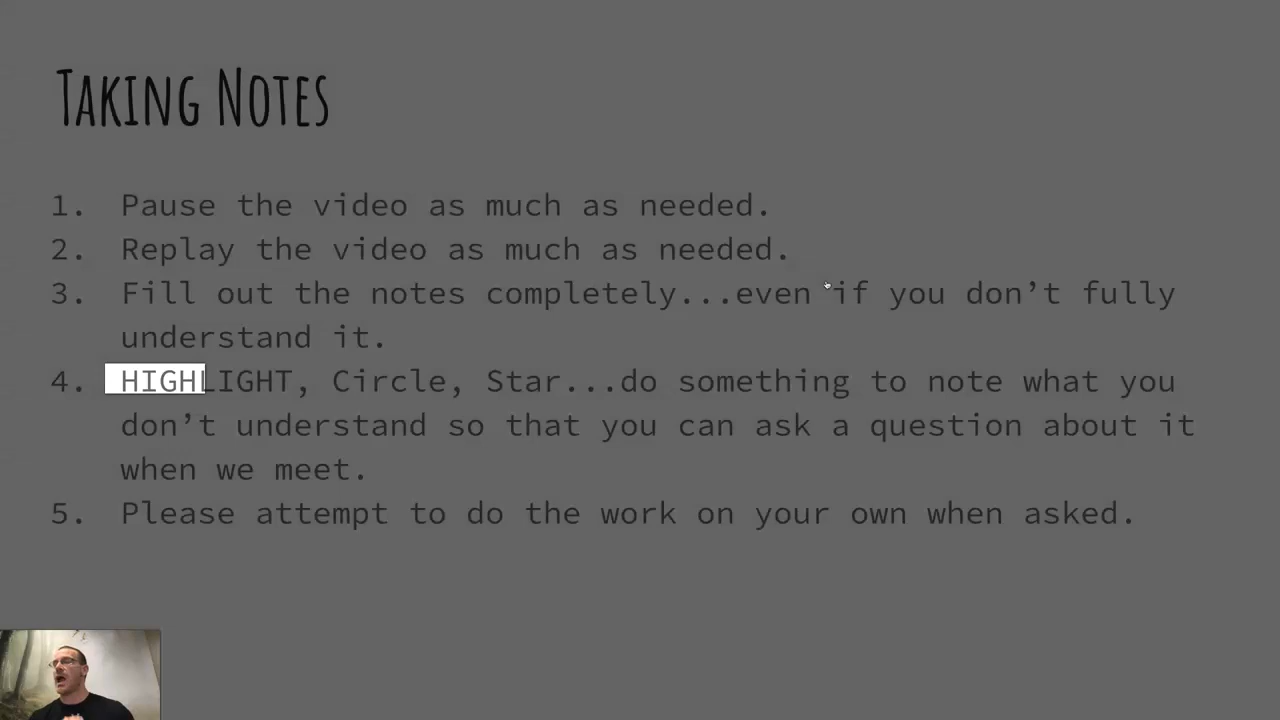 Taking Notes
1. Pause the video as much as needed.
2. Replay the video as much as needed.
3. Fill out the notes completely...even if you don’t fully
understand it.
4. HIGHLIGHT, Circle, Star...do something to note what you
don’t understand so that you can ask a question about it
when we meet.
5. Please attempt to do the work on your own when asked.